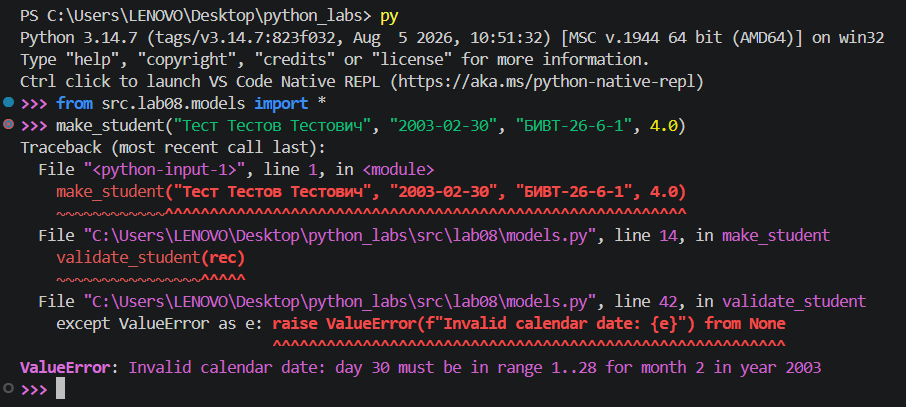 PS C:\Users\LENOVO\Desktop\python_labs> py
Python 3.14.7 (tags/v3.14.7:823f032, Aug  5 2026, 10:51:32) [MSC v.1944 64 bit (AMD64)] on win32
Type "help", "copyright", "credits" or "license" for more information.
Ctrl click to launch VS Code Native REPL (https://aka.ms/python-native-repl)
>>> from src.lab08.models import *
>>> make_student("Тест Тестов Тестович", "2003-02-30", "БИВТ-26-6-1", 4.0)
Traceback (most recent call last):
  File "<python-input-1>", line 1, in <module>
    make_student("Тест Тестов Тестович", "2003-02-30", "БИВТ-26-6-1", 4.0)
    ~~~~~~~~~~~~^^^^^^^^^^^^^^^^^^^^^^^^^^^^^^^^^^^^^^^^^^^^^^^^^^^^^^^^^^
  File "C:\Users\LENOVO\Desktop\python_labs\src\lab08\models.py", line 14, in make_student
    validate_student(rec)
    ~~~~~~~~~~~~~~~~^^^^^
  File "C:\Users\LENOVO\Desktop\python_labs\src\lab08\models.py", line 42, in validate_student
    except ValueError as e: raise ValueError(f"Invalid calendar date: {e}") from None
                            ^^^^^^^^^^^^^^^^^^^^^^^^^^^^^^^^^^^^^^^^^^^^^^^^^^^^^^^^^
ValueError: Invalid calendar date: day 30 must be in range 1..28 for month 2 in year 2003
>>>